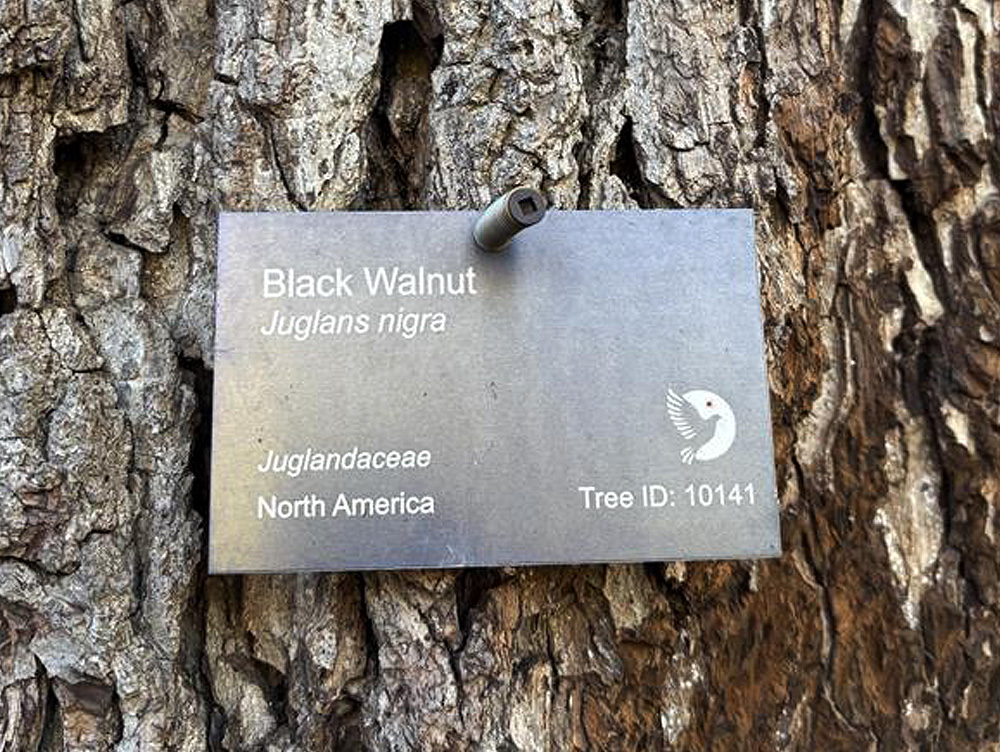 Black Walnut
Juglans nigra
Juglandaceae
North America
Tree ID: 10141